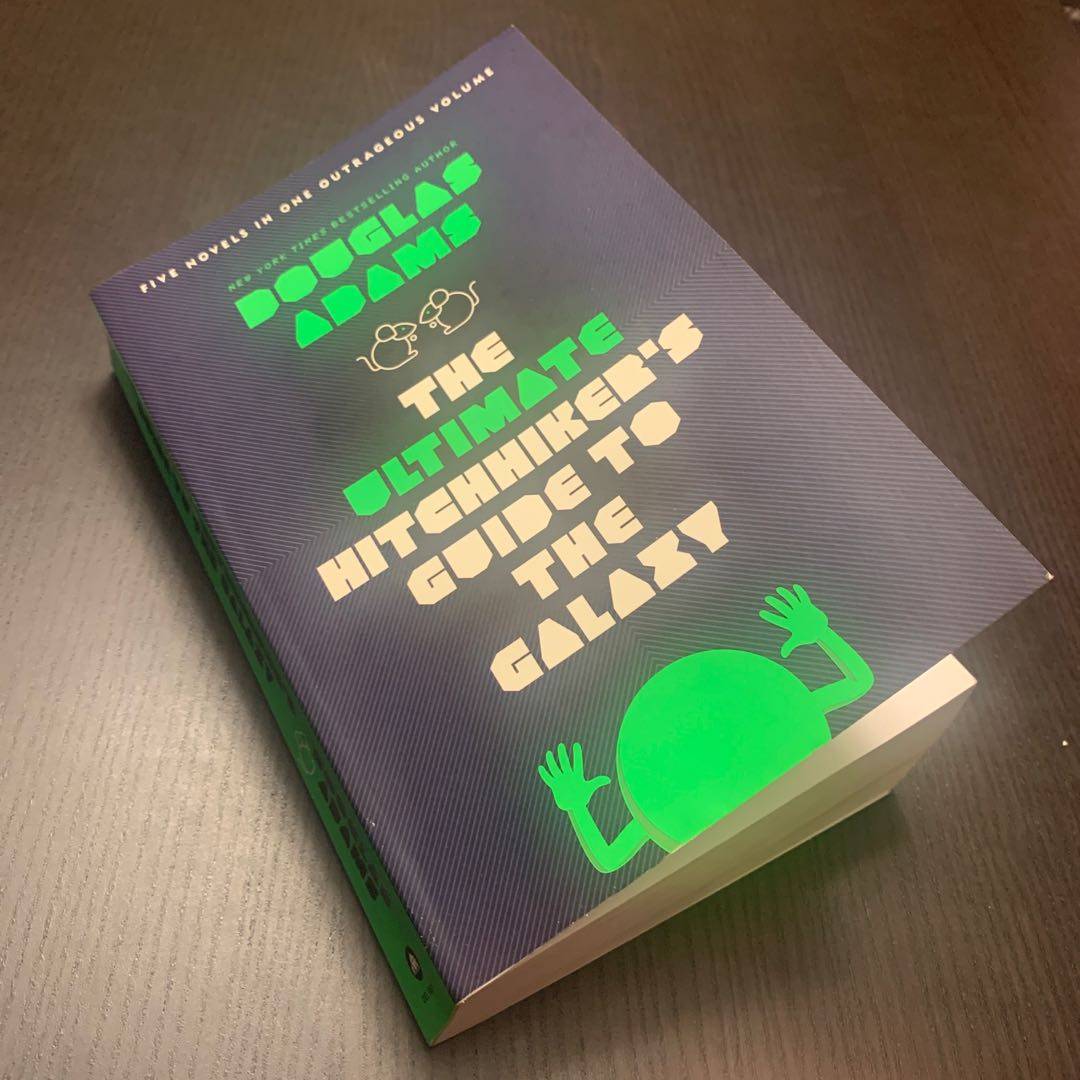 FIVE NOVELS IN ONE OUTRAGEOUS VOLUME
NEW YORK TIMES BESTSELLING AUTHOR
DOUGLAS
ADAMS
THE
ULTIMATE
HITCHHIKER'S
GUIDE TO
THE
GALAXY